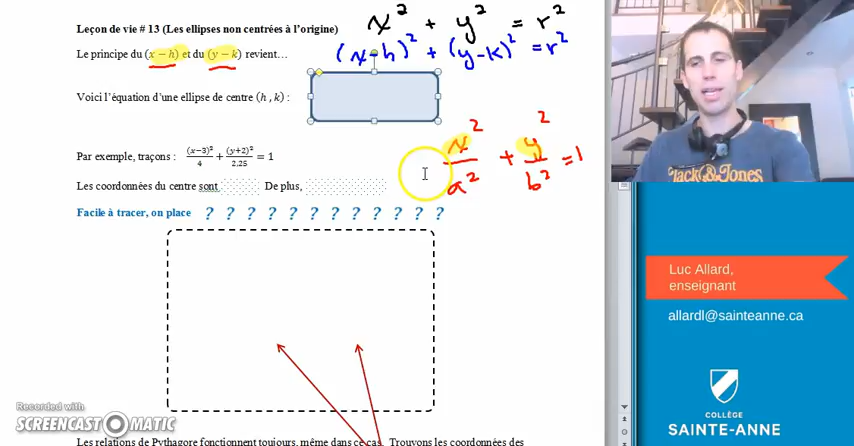 Leçon de vie # 13 (Les ellipses non centrées à l'origine)
x² + y² = r²
Le principe du (x − h) et du (y − k) revient…
(x-h)² + (y-k)² = r²
Voici l'équation d'une ellipse de centre (h , k) :
x²/a² + y²/b² = 1
Par exemple, traçons : (x−3)²/4 + (y+2)²/2,25 = 1
Les coordonnées du centre sont
De plus,
Facile à tracer, on place ? ? ? ? ? ? ? ? ? ? ? ?
Les relations de Pythagore fonctionnent toujours, même dans ce cas. Trouvons les coordonnées des
Jack & Jones
Luc Allard,
enseignant
allardl@sainteanne.ca
COLLÈGE
SAINTE-ANNE
Recorded with
SCREENCAST MATIC